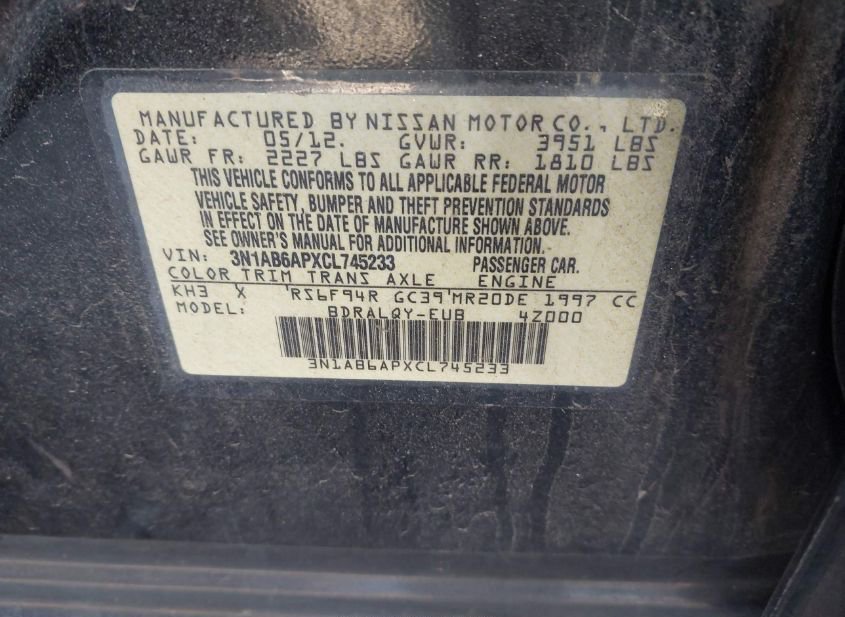 MANUFACTURED BY NISSAN MOTOR CO., LTD.
DATE: 05/12. GVWR: 3951 LBS
GAWR FR: 2227 LBS GAWR RR: 1810 LBS
THIS VEHICLE CONFORMS TO ALL APPLICABLE FEDERAL MOTOR
VEHICLE SAFETY, BUMPER AND THEFT PREVENTION STANDARDS
IN EFFECT ON THE DATE OF MANUFACTURE SHOWN ABOVE.
SEE OWNER'S MANUAL FOR ADDITIONAL INFORMATION.
VIN: 3N1AB6APXCL745233 PASSENGER CAR.
COLOR TRIM TRANS AXLE ENGINE
KH3 X 'RS6F94R GC39'MR20DE 1997 CC
MODEL: BDRALQY-EUB 4Z000
3N1AB6APXCL745233